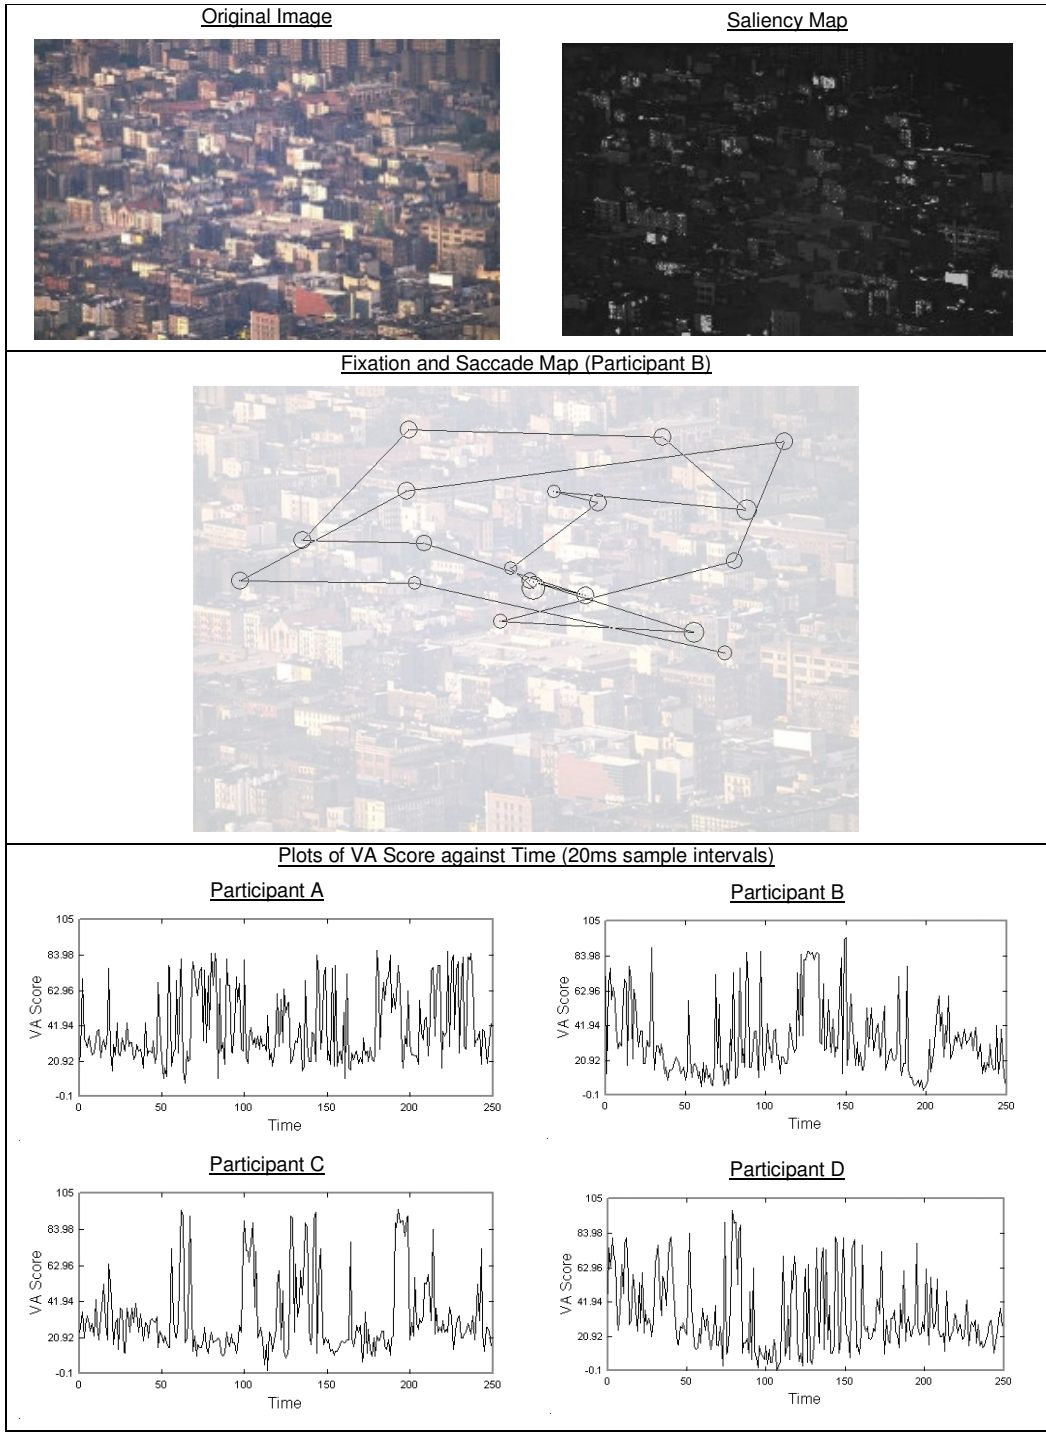 Original Image
Saliency Map
Fixation and Saccade Map (Participant B)
Plots of VA Score against Time (20ms sample intervals)
Participant A
105
83.98
62.96
41.94
20.92
-0.1
VA Score
0 50 100 150 200 250
Time
Participant B
105
83.98
62.96
41.94
20.92
-0.1
VA Score
0 50 100 150 200 250
Time
Participant C
105
83.98
62.96
41.94
20.92
-0.1
VA Score
0 50 100 150 200 250
Time
Participant D
105
83.98
62.96
41.94
20.92
-0.1
VA Score
0 50 100 150 200 250
Time